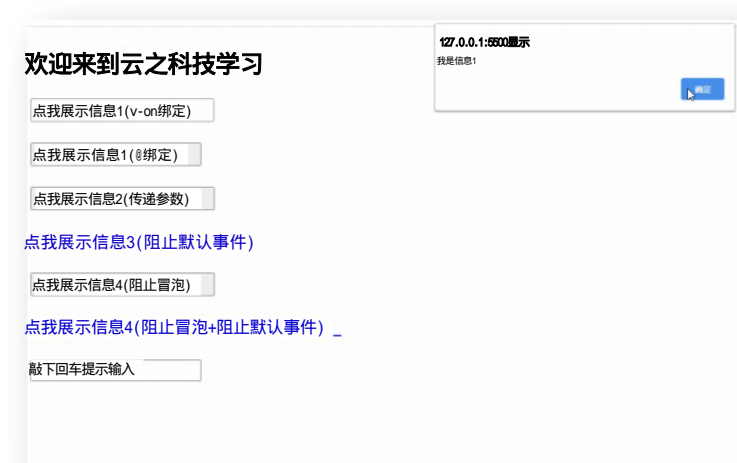 欢迎来到云之科技学习
127.0.0.1:5500显示
我是信息1
确定
点我展示信息1(v-on绑定)
点我展示信息1(@绑定)
点我展示信息2(传递参数)
点我展示信息3(阻止默认事件)
点我展示信息4(阻止冒泡)
点我展示信息4(阻止冒泡+阻止默认事件)
敲下回车提示输入